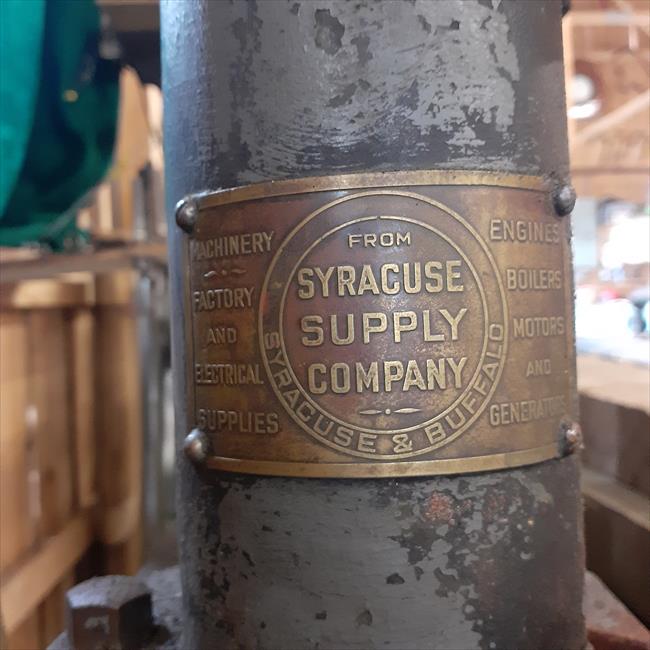 MACHINERY
FACTORY
AND
ELECTRICAL
SUPPLIES
FROM
SYRACUSE
SUPPLY
COMPANY
SYRACUSE & BUFFALO
ENGINES
BOILERS
MOTORS
AND
GENERATORS